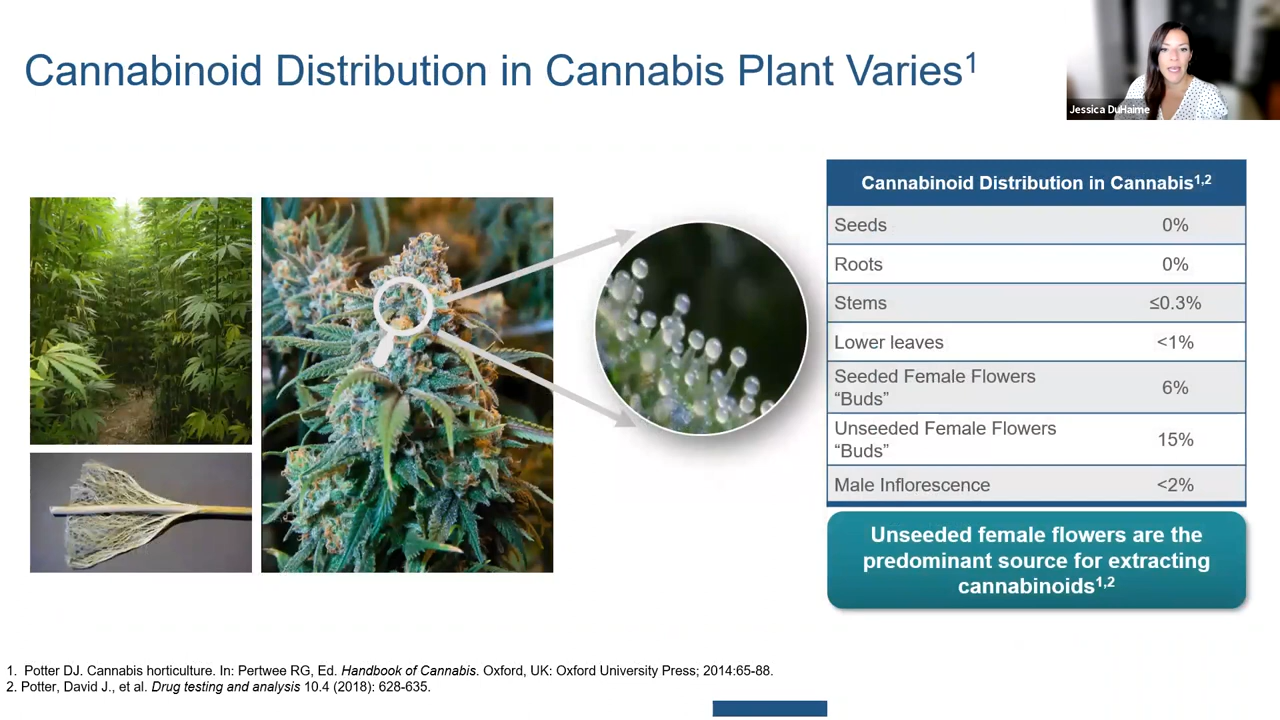 Cannabinoid Distribution in Cannabis Plant Varies1
Jessica DuHaime
Cannabinoid Distribution in Cannabis1,2
Seeds 0%
Roots 0%
Stems ≤0.3%
Lower leaves <1%
Seeded Female Flowers
“Buds” 6%
Unseeded Female Flowers
“Buds” 15%
Male Inflorescence <2%
Unseeded female flowers are the
predominant source for extracting
cannabinoids1,2
1. Potter DJ. Cannabis horticulture. In: Pertwee RG, Ed. Handbook of Cannabis. Oxford, UK: Oxford University Press; 2014:65-88.
2. Potter, David J., et al. Drug testing and analysis 10.4 (2018): 628-635.